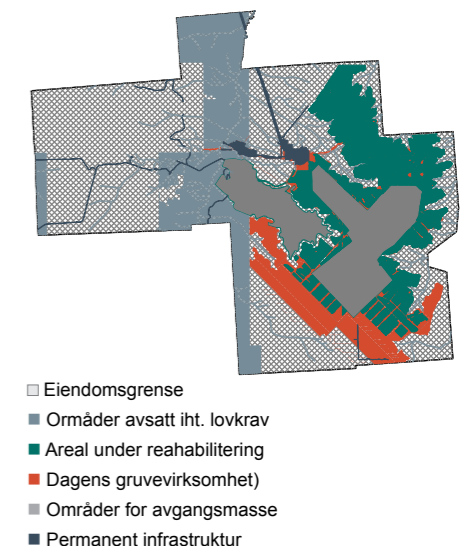 Eiendomsgrense
Ormåder avsatt iht. lovkrav
Areal under reahabilitering
Dagens gruvevirksomhet)
Områder for avgangsmasse
Permanent infrastruktur